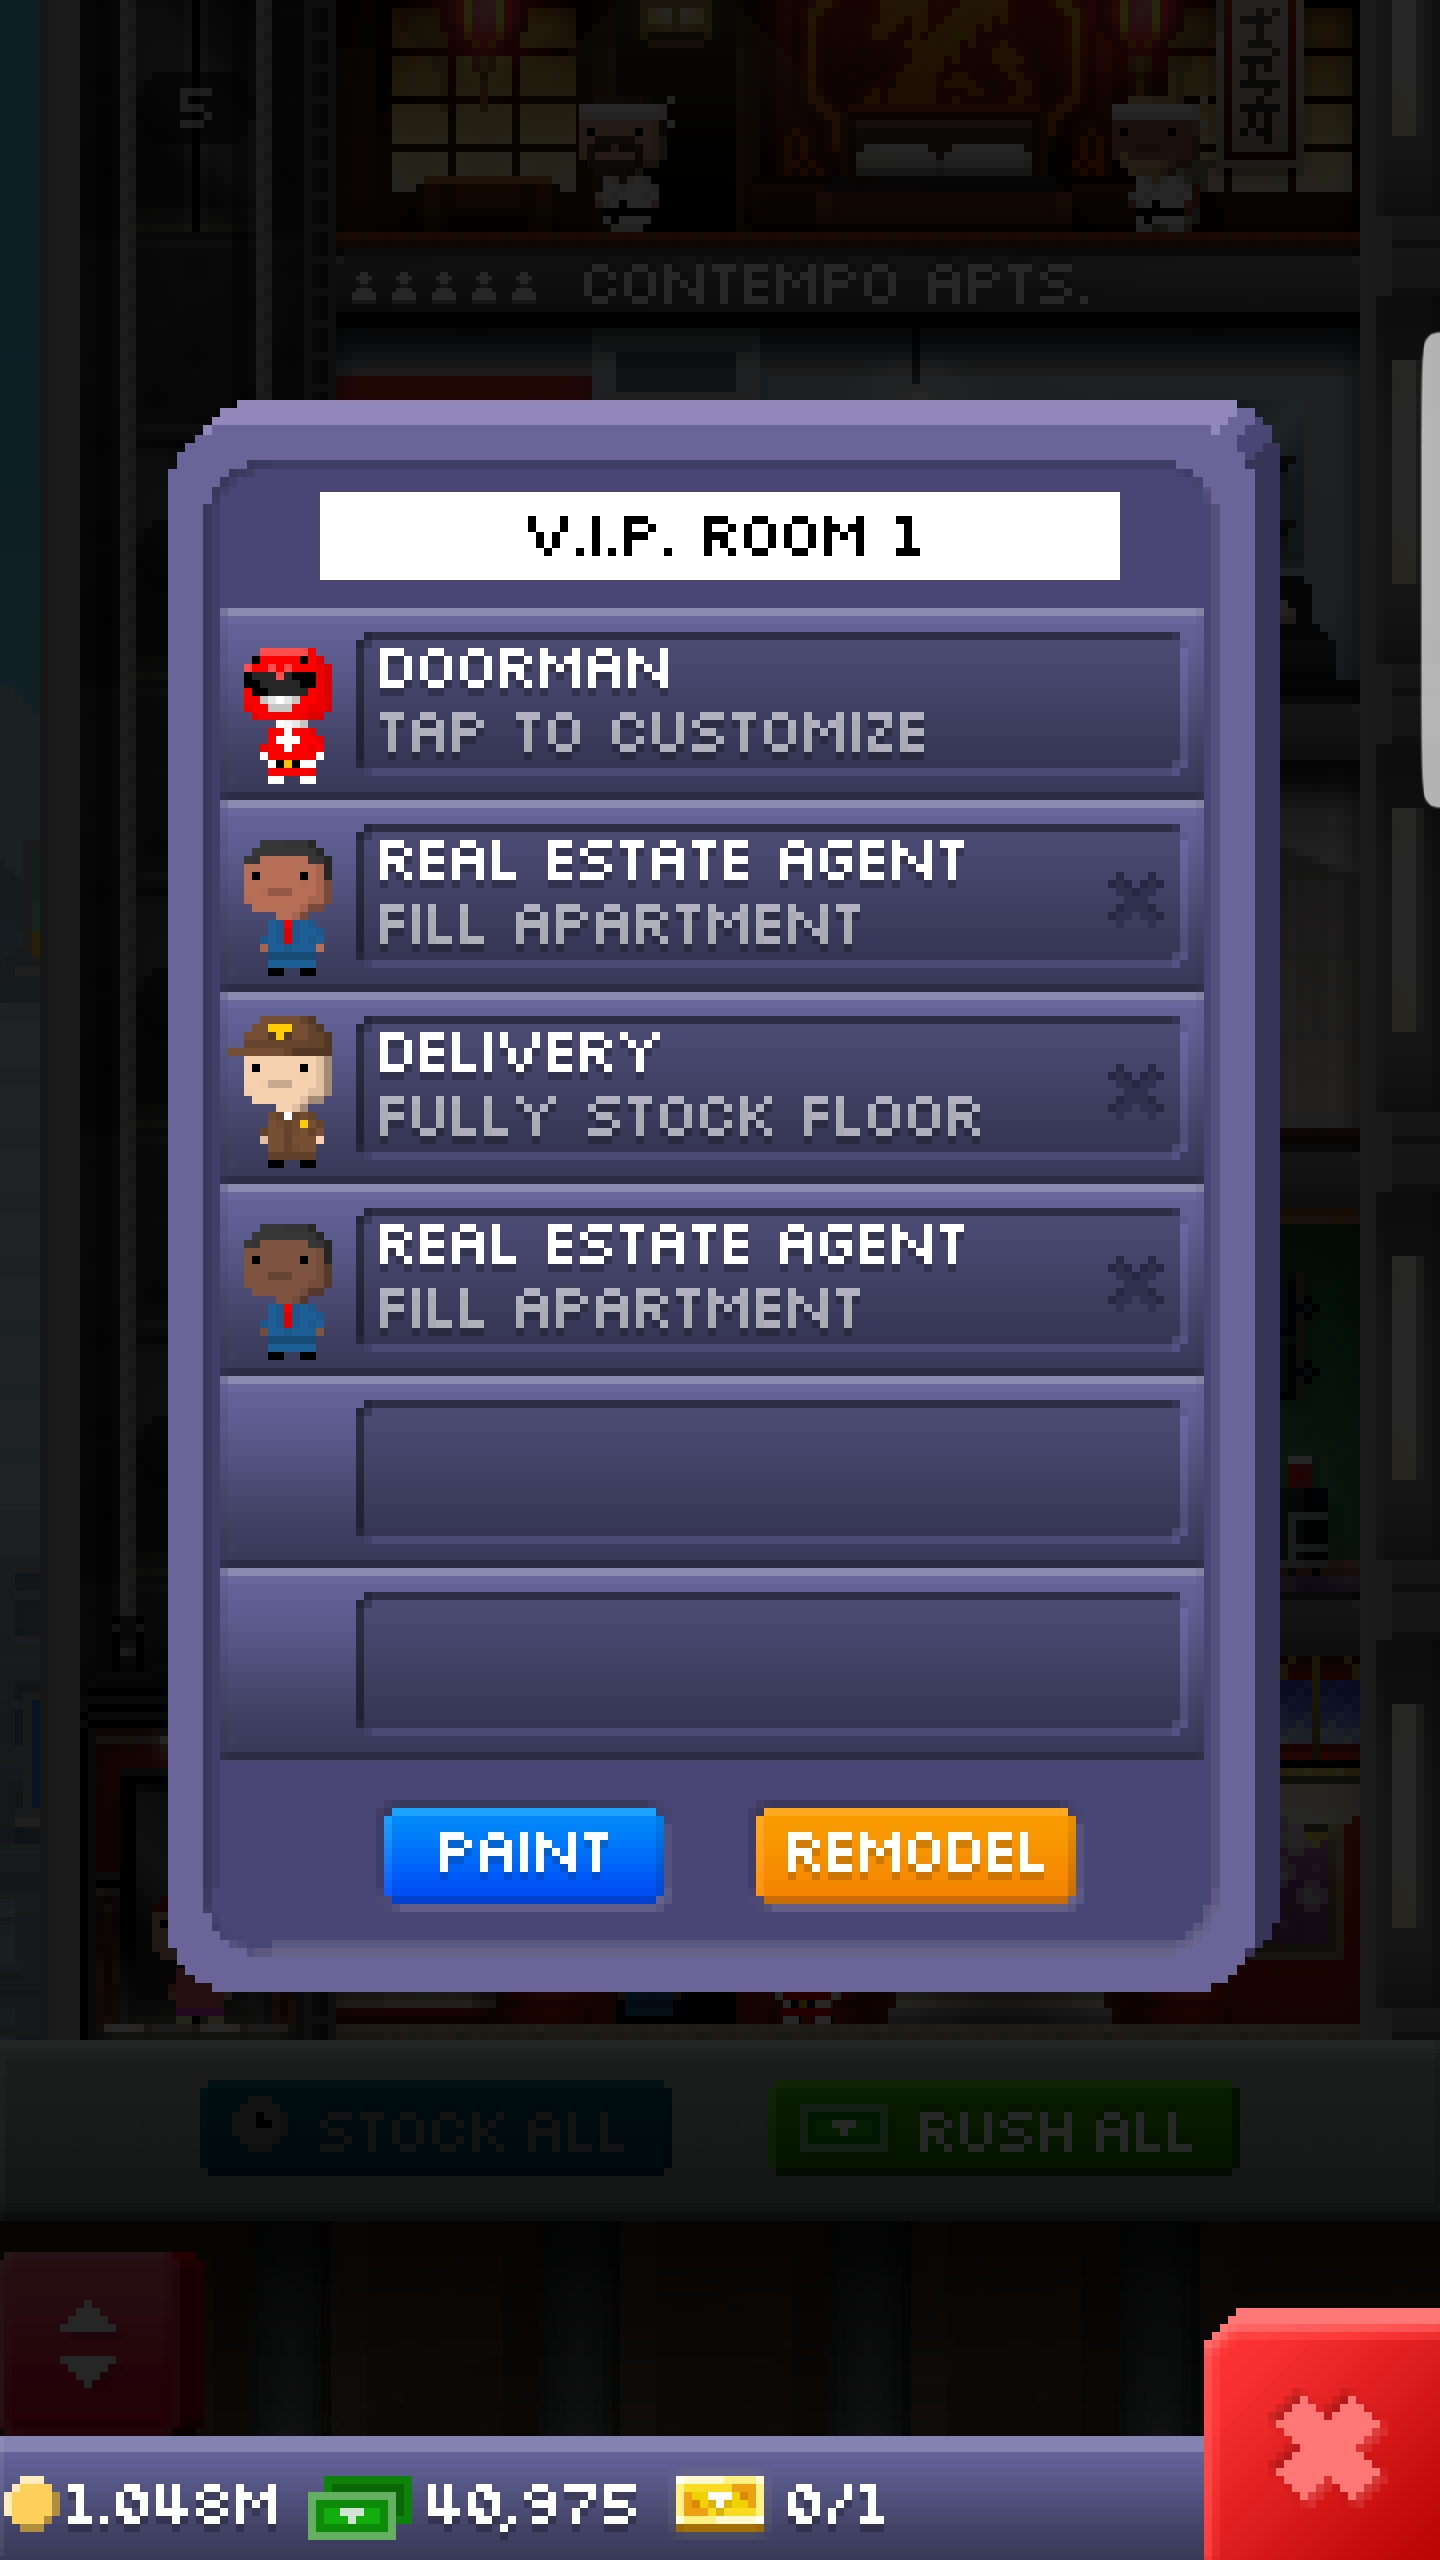 5
CONTEMPO APTS.
V.I.P. ROOM 1
DOORMAN
TAP TO CUSTOMIZE
REAL ESTATE AGENT
FILL APARTMENT
DELIVERY
FULLY STOCK FLOOR
REAL ESTATE AGENT
FILL APARTMENT
PAINT
REMODEL
STOCK ALL
RUSH ALL
1.048M
40,975
0/1